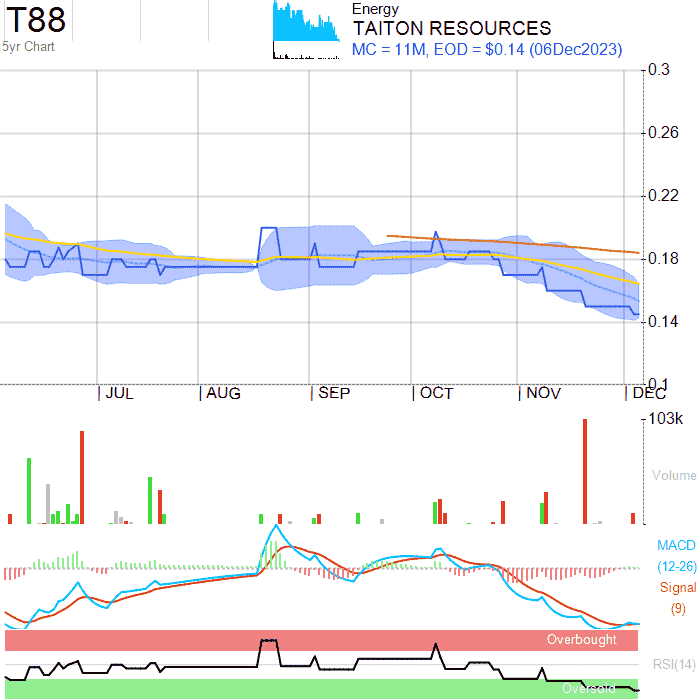 T88
5yr Chart
Energy
TAITON RESOURCES
MC = 11M, EOD = $0.14 (06Dec2023)
0.3
0.26
0.22
0.18
0.14
0.1
JUL
AUG
SEP
OCT
NOV
DEC
103k
Volume
MACD
(12-26)
Signal
(9)
Overbought
RSI(14)
Oversold